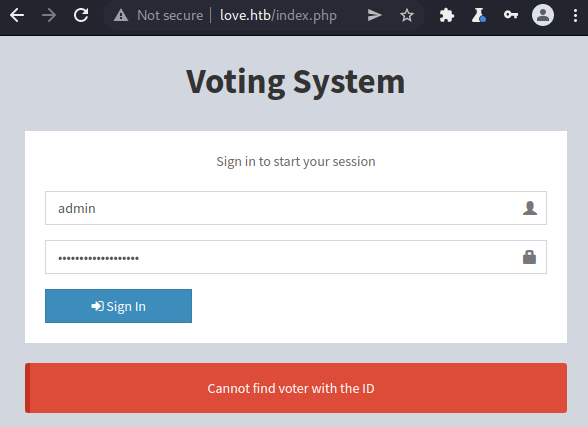 Not secure | love.htb/index.php
Voting System
Sign in to start your session
admin
•••••••••••••••••••
Sign In
Cannot find voter with the ID